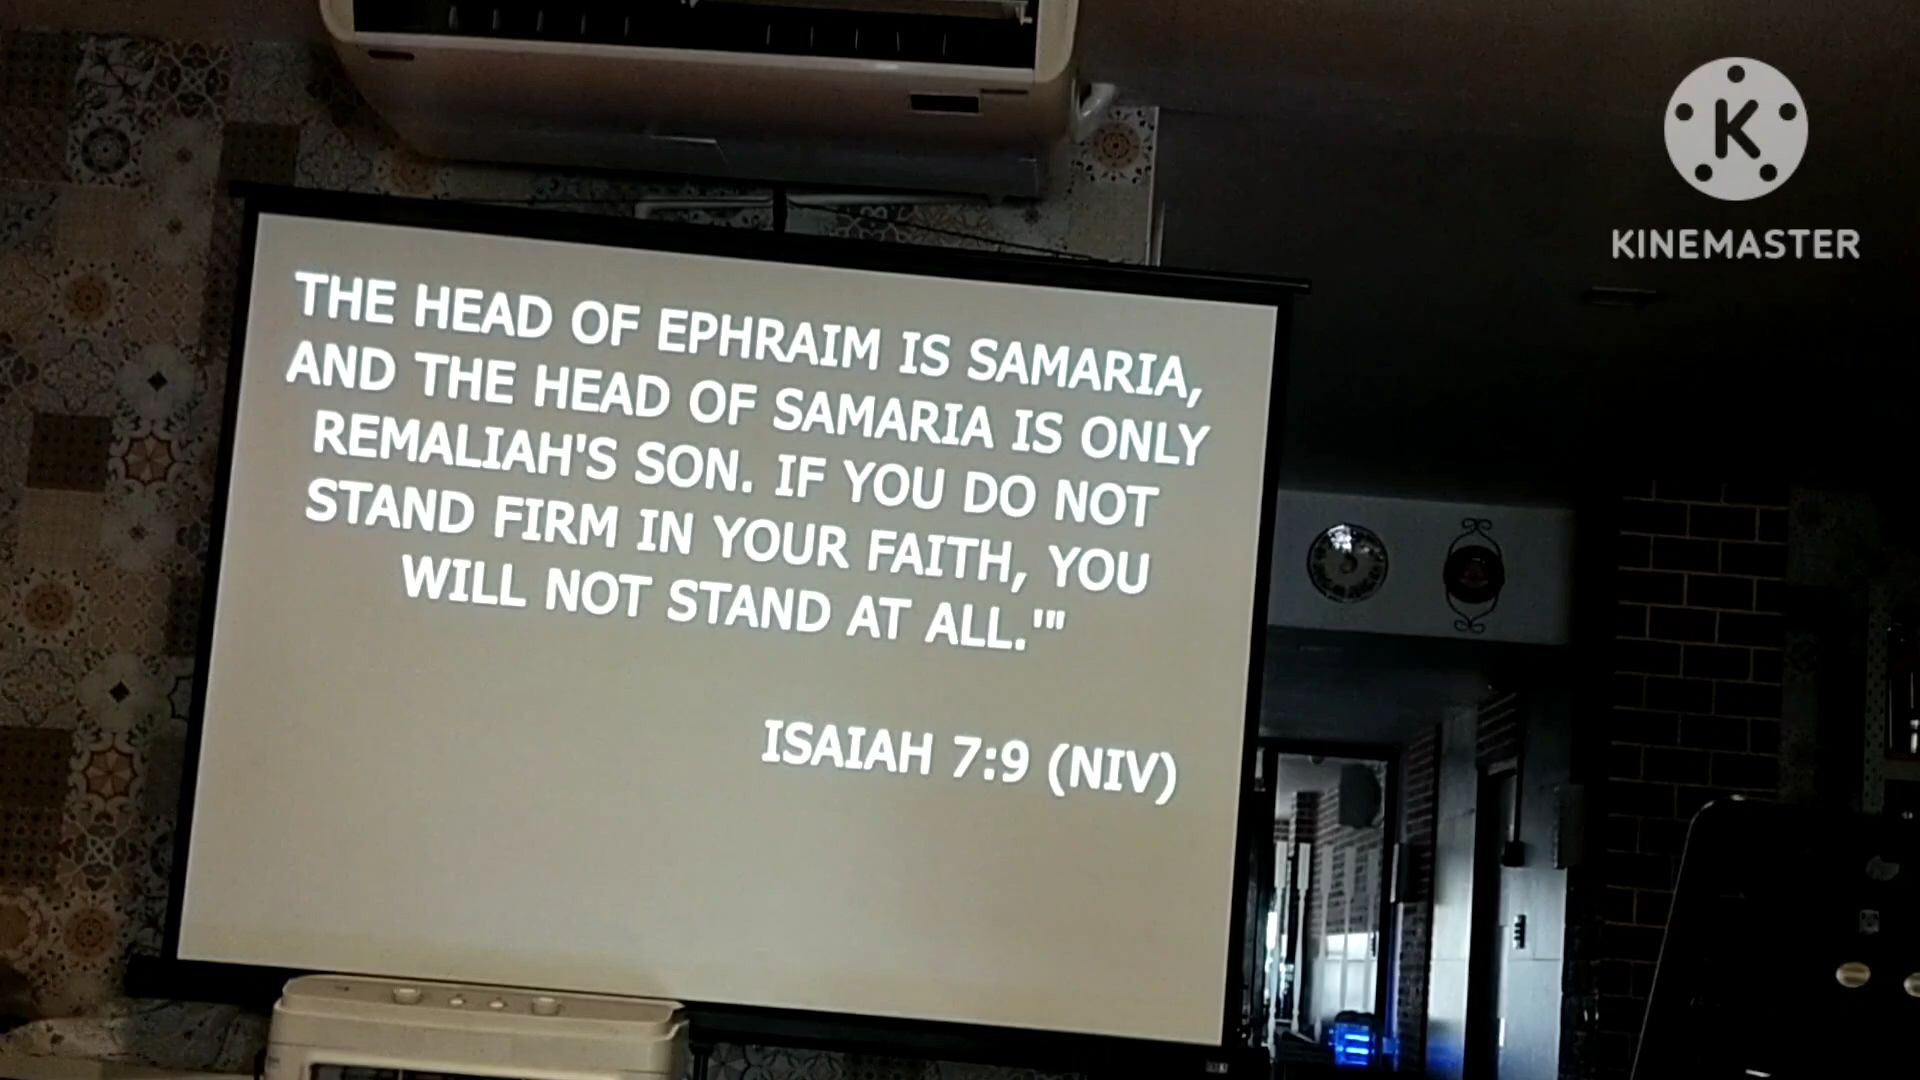 THE HEAD OF EPHRAIM IS SAMARIA,
AND THE HEAD OF SAMARIA IS ONLY
REMALIAH'S SON. IF YOU DO NOT
STAND FIRM IN YOUR FAITH, YOU
WILL NOT STAND AT ALL.'"
ISAIAH 7:9 (NIV)
K
KINEMASTER